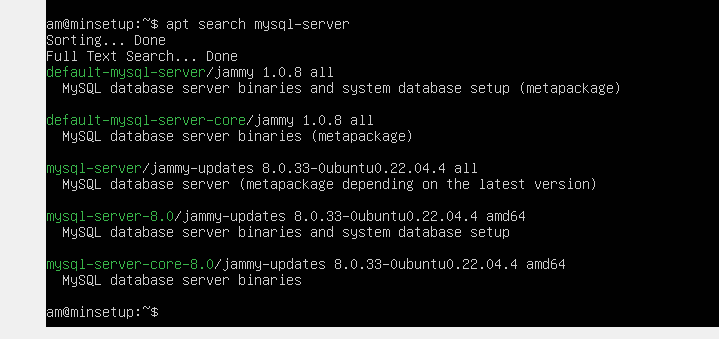 am@minsetup:~$ apt search mysql-server
Sorting... Done
Full Text Search... Done
default-mysql-server/jammy 1.0.8 all
  MySQL database server binaries and system database setup (metapackage)
default-mysql-server-core/jammy 1.0.8 all
  MySQL database server binaries (metapackage)
mysql-server/jammy-updates 8.0.33-0ubuntu0.22.04.4 all
  MySQL database server (metapackage depending on the latest version)
mysql-server-8.0/jammy-updates 8.0.33-0ubuntu0.22.04.4 amd64
  MySQL database server binaries and system database setup
mysql-server-core-8.0/jammy-updates 8.0.33-0ubuntu0.22.04.4 amd64
  MySQL database server binaries
am@minsetup:~$